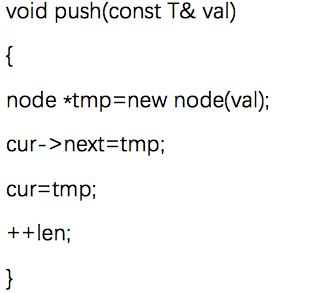 void push(const T& val)
{
node *tmp=new node(val);
cur->next=tmp;
cur=tmp;
++len;
}